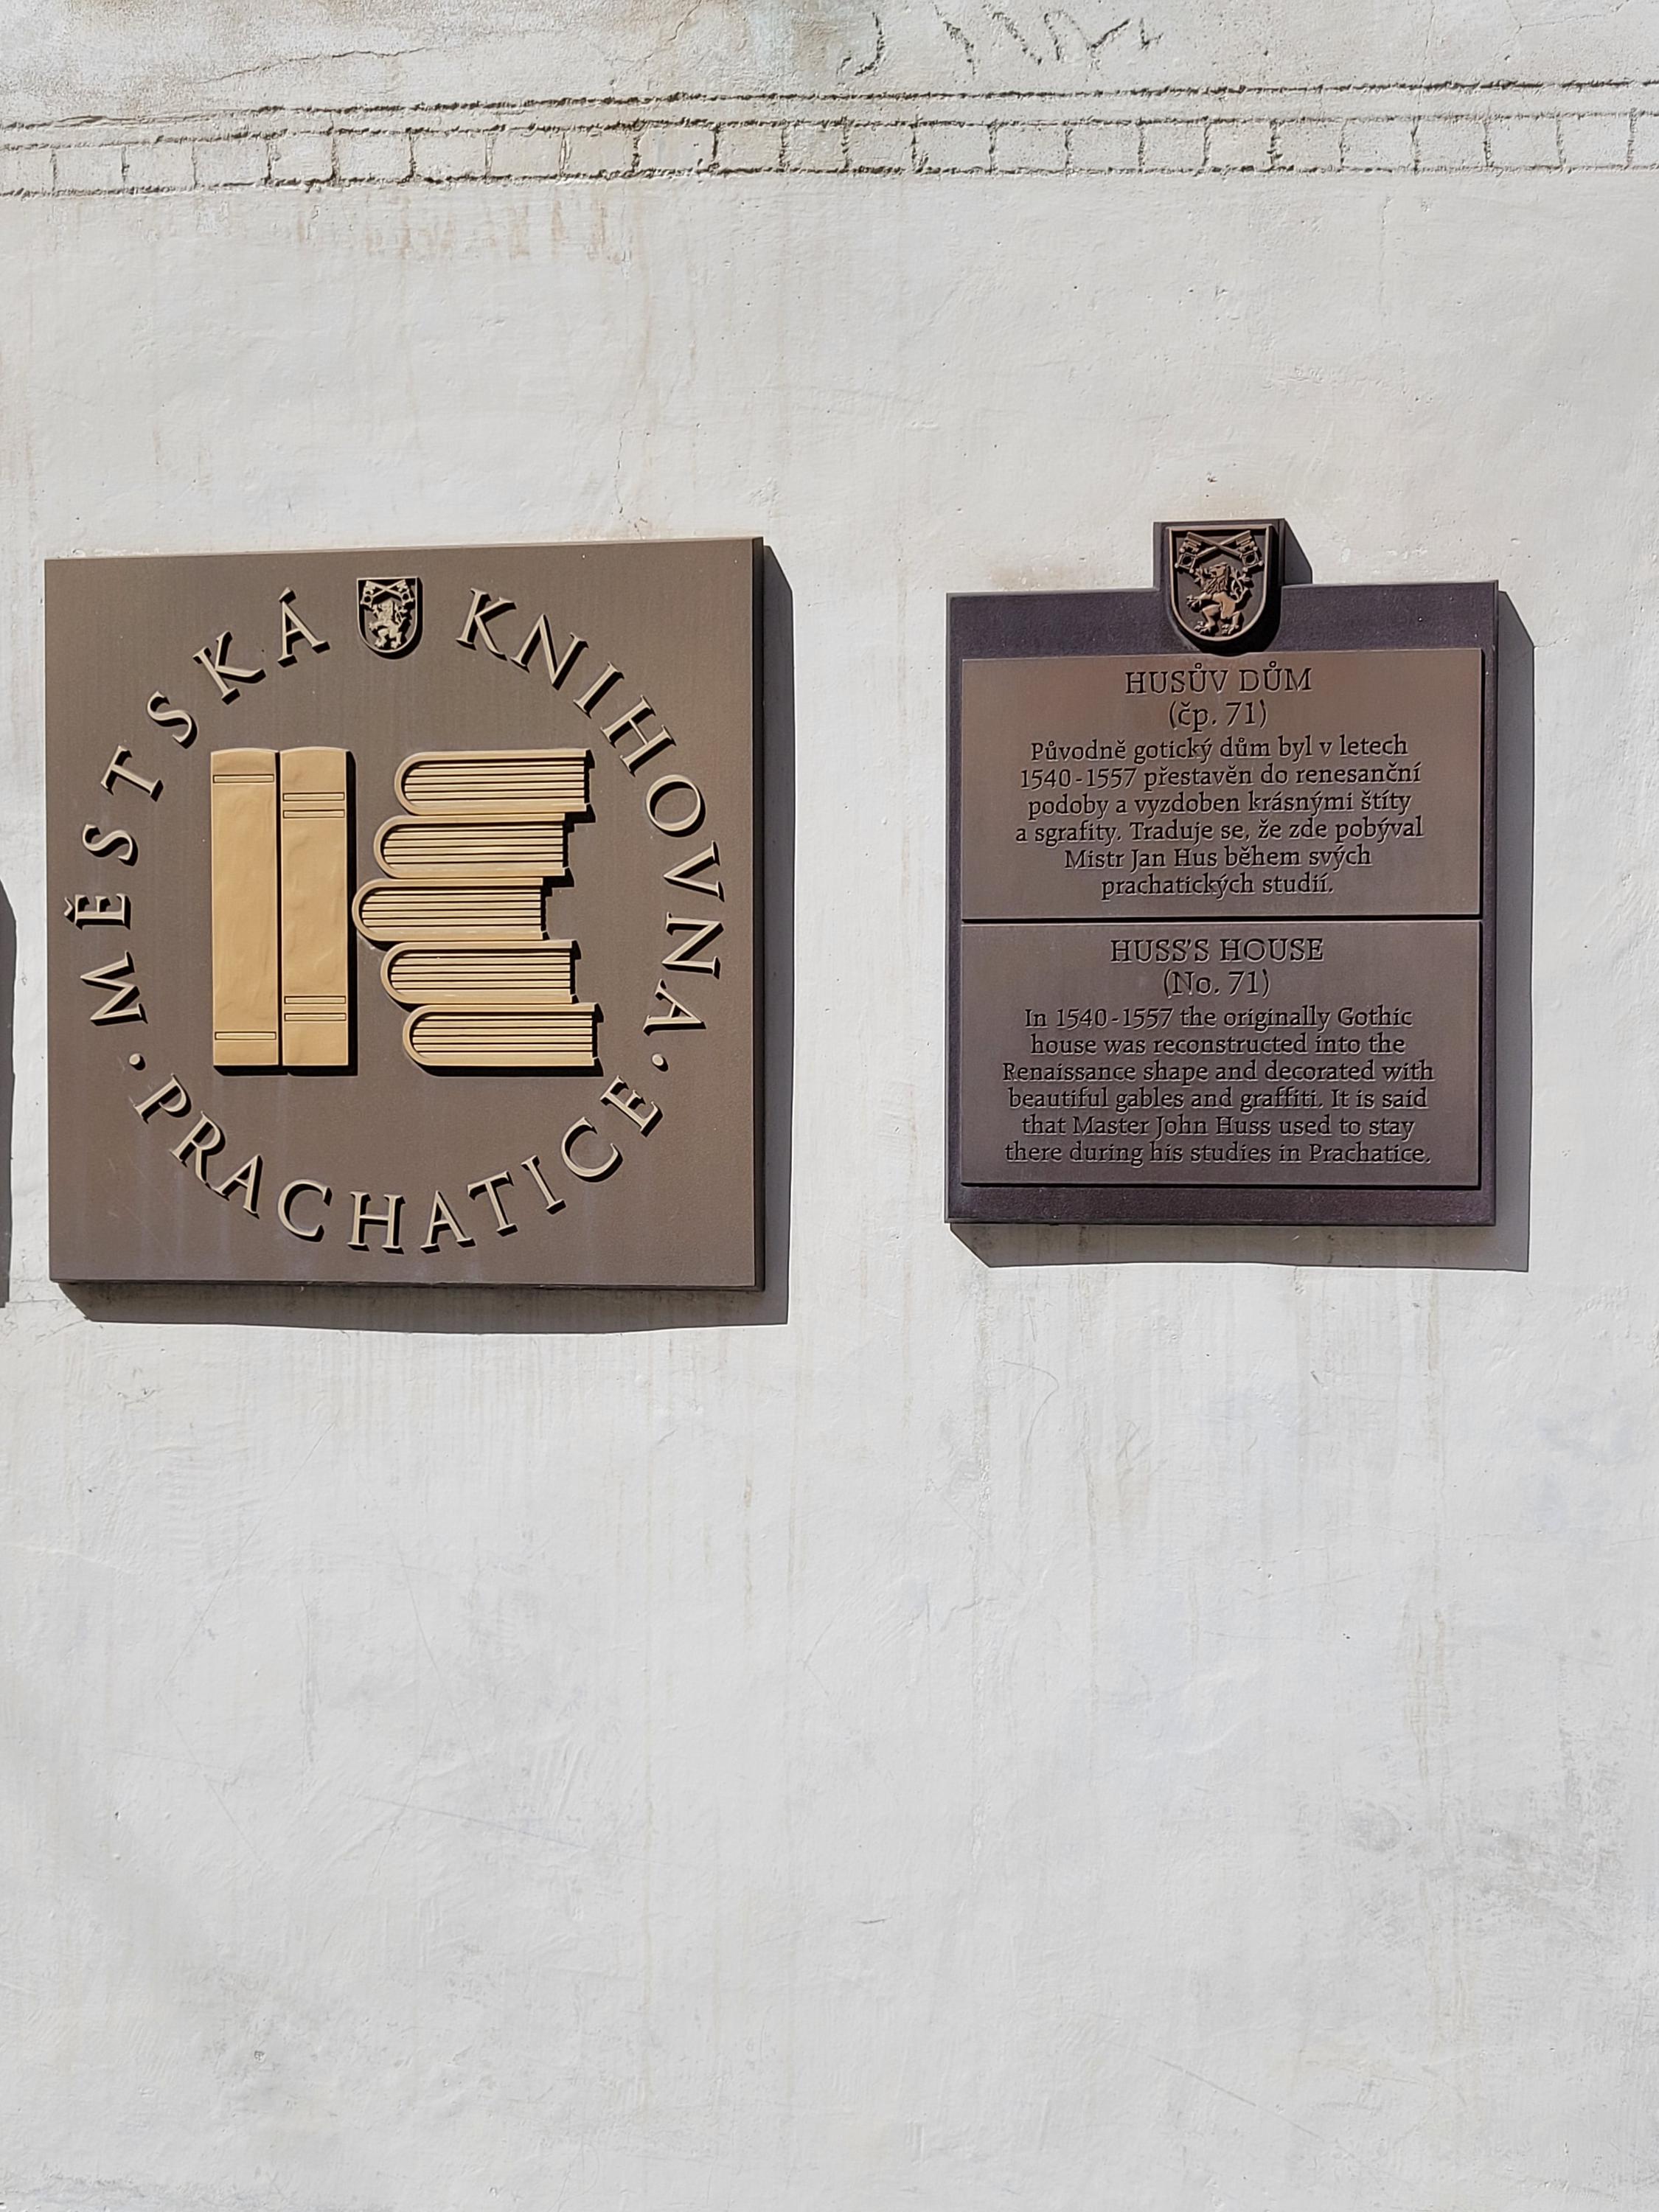 MĚSTSKÁ KNIHOVNA
· PRACHATICE ·
HUSŮV DŮM
(čp. 71)
Původně gotický dům byl v letech
1540-1557 přestavěn do renesanční
podoby a vyzdoben krásnými štíty
a sgrafity. Traduje se, že zde pobýval
Mistr Jan Hus během svých
prachatických studií.
HUSS'S HOUSE
(No. 71)
In 1540-1557 the originally Gothic
house was reconstructed into the
Renaissance shape and decorated with
beautiful gables and graffiti. It is said
that Master John Huss used to stay
there during his studies in Prachatice.